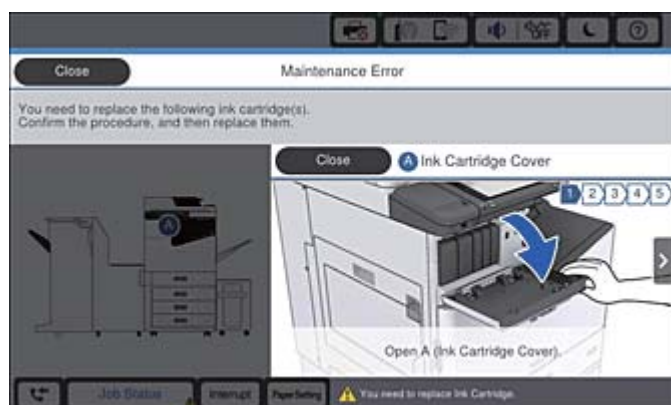 OFF
Close
Maintenance Error
You need to replace the following ink cartridge(s).
Confirm the procedure, and then replace them.
Close
A Ink Cartridge Cover
1 2 3 4 5
A
Open A (Ink Cartridge Cover).
Job Status
Interrupt
Paper Setting
You need to replace Ink Cartridge.